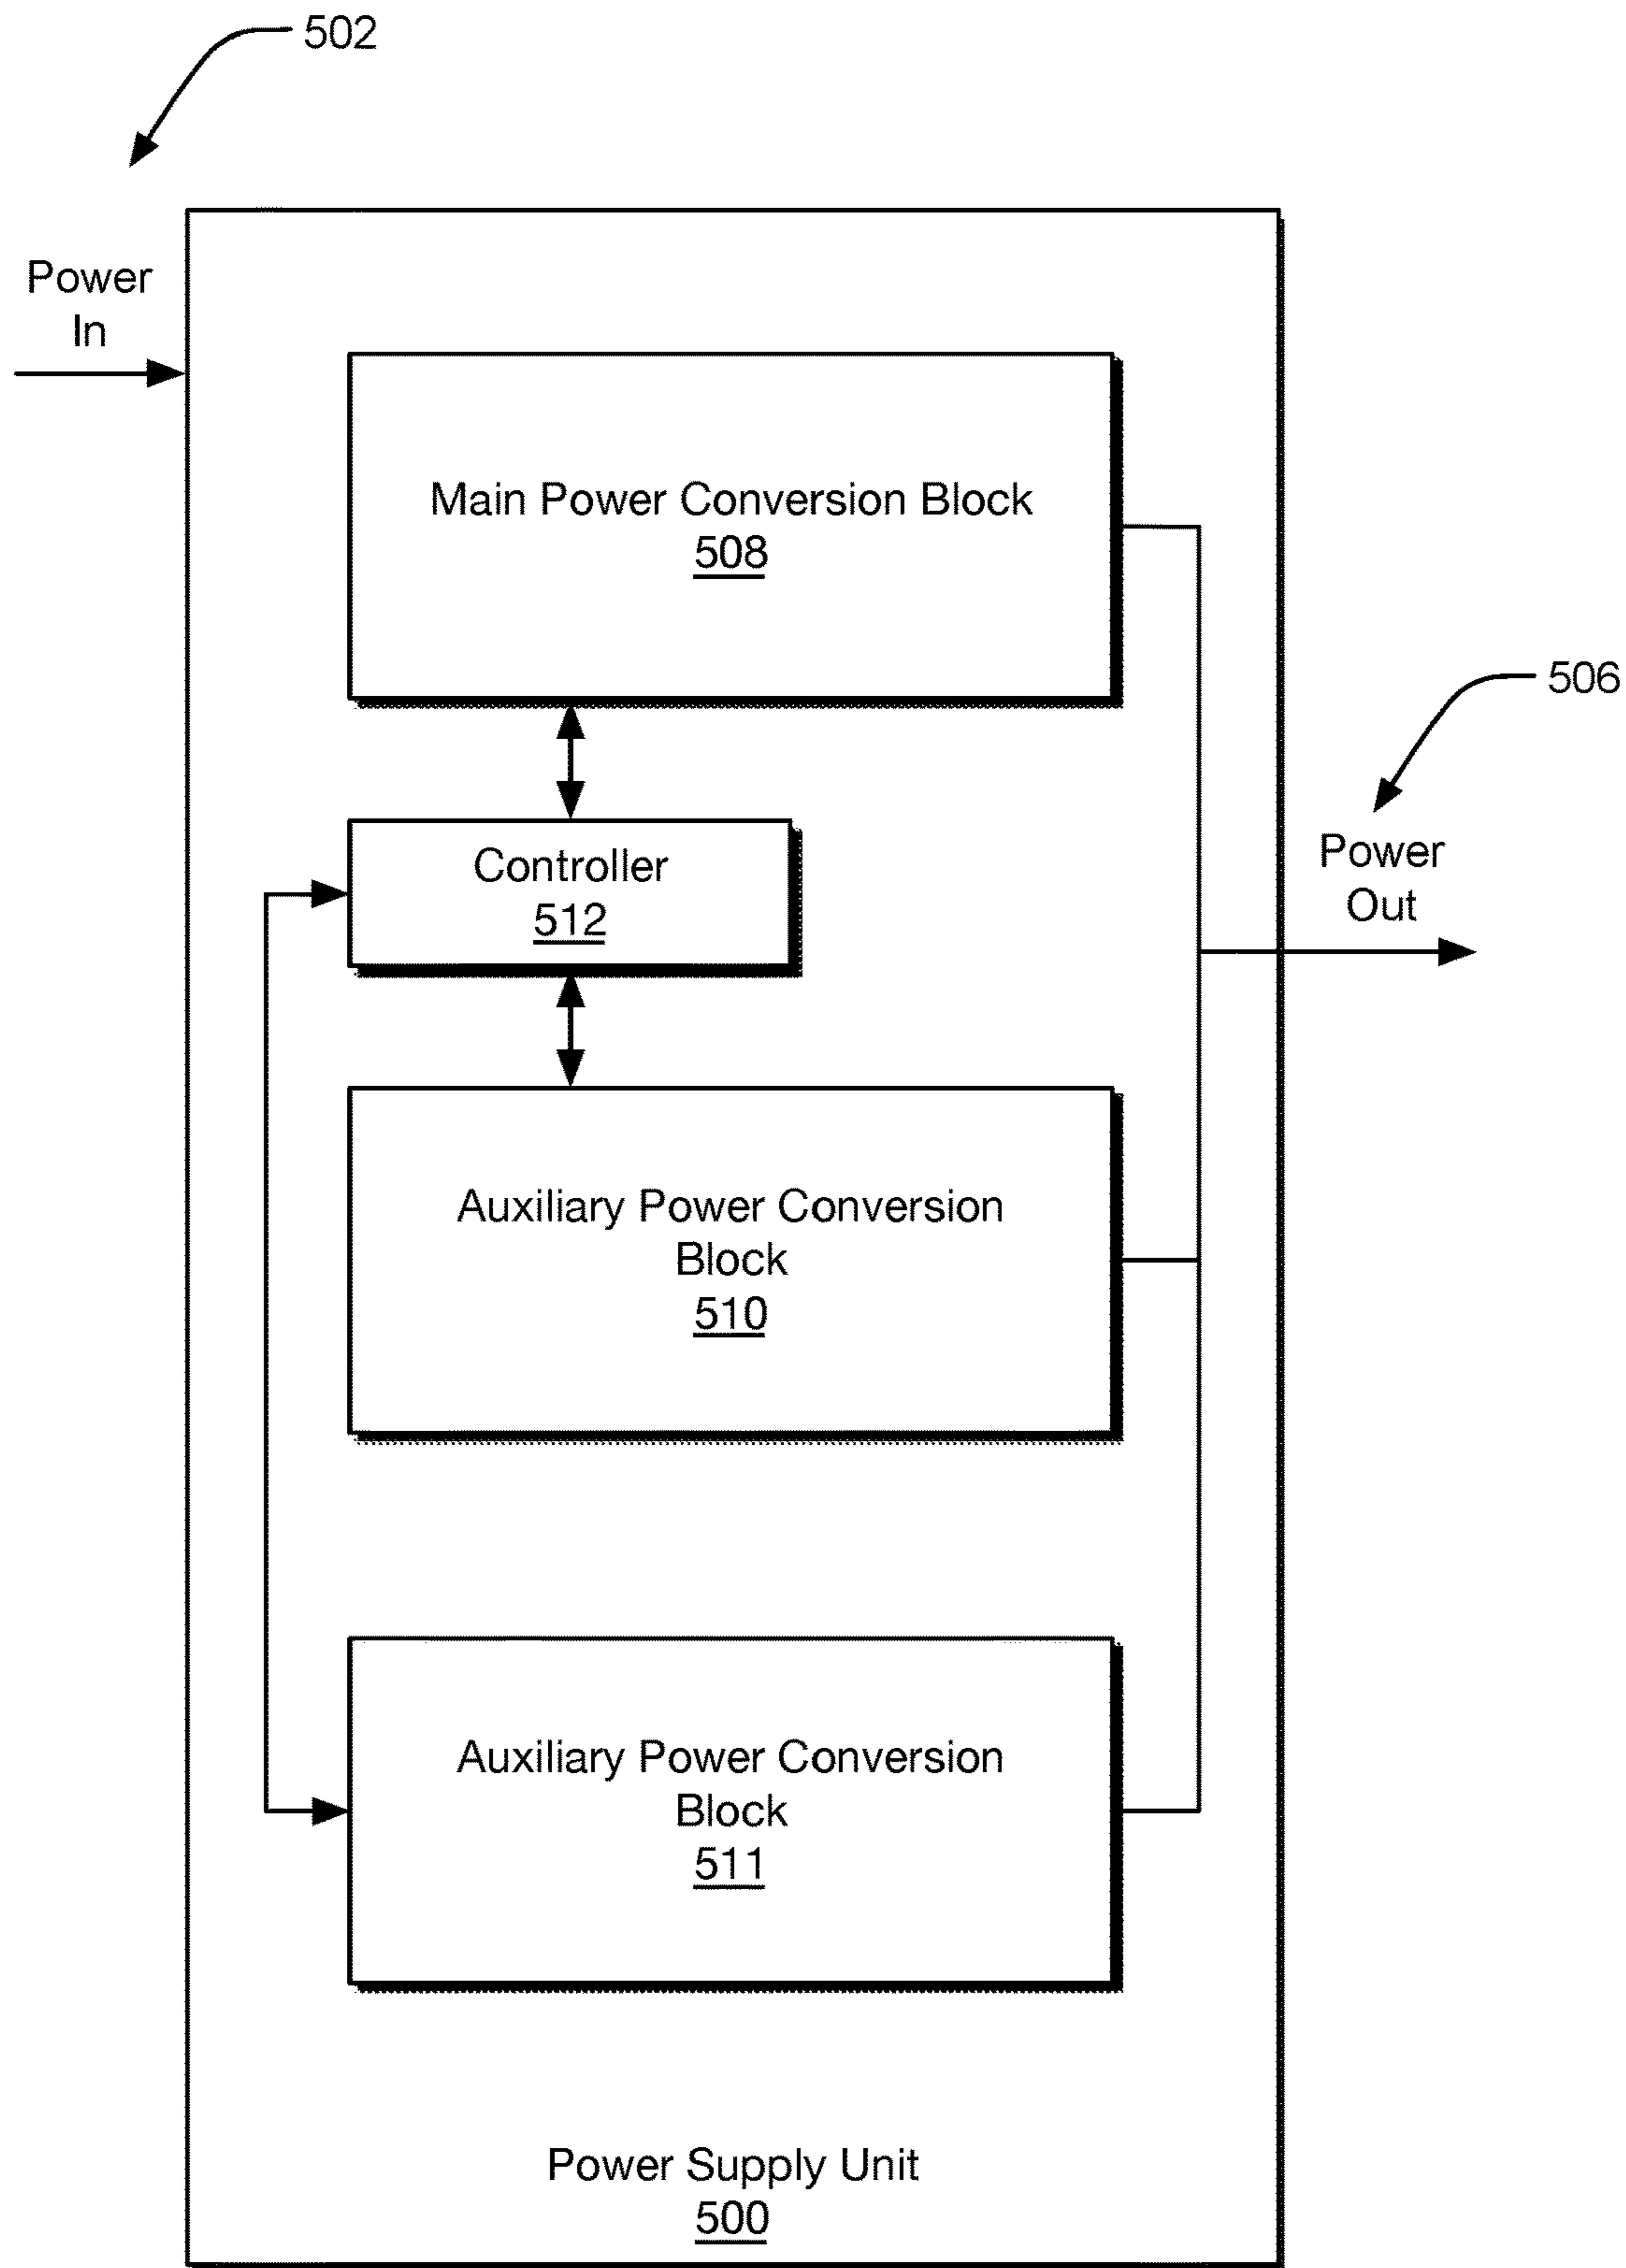 502
Power
In
Main Power Conversion Block
508
506
Controller
512
Power
Out
Auxiliary Power Conversion
Block
510
Auxiliary Power Conversion
Block
511
Power Supply Unit
500